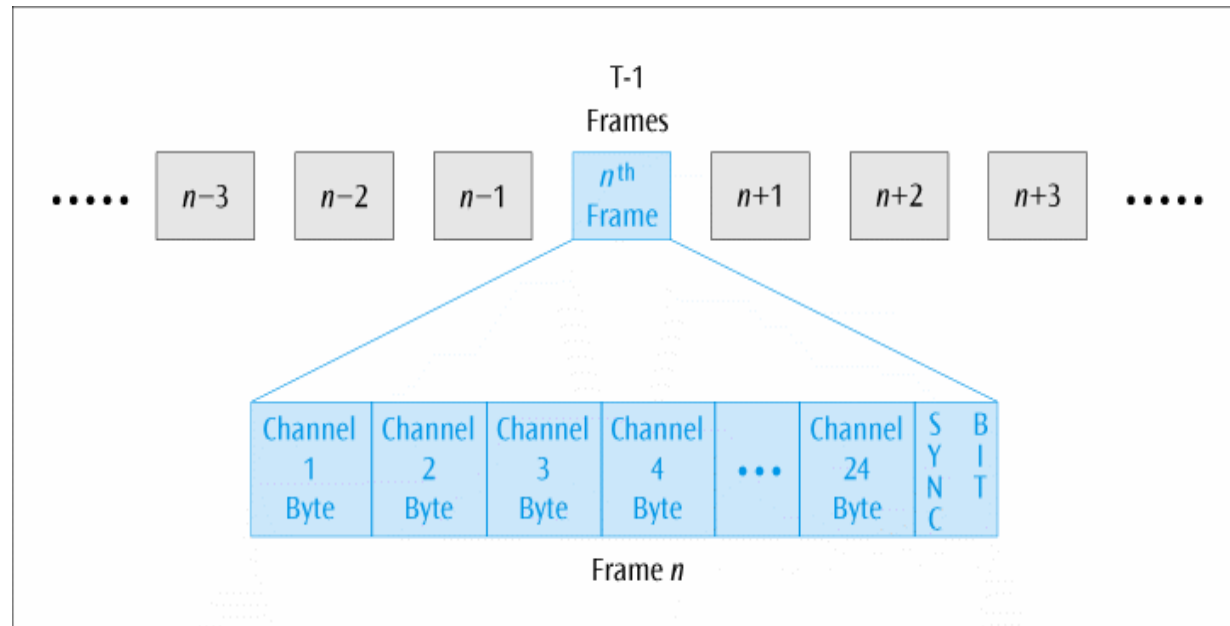 T-1
Frames
..... n−3 n−2 n−1 nth n+1 n+2 n+3 .....
Frame
Channel Channel Channel Channel ... Channel SYNC BIT
1 2 3 4 24
Byte Byte Byte Byte Byte
Frame n